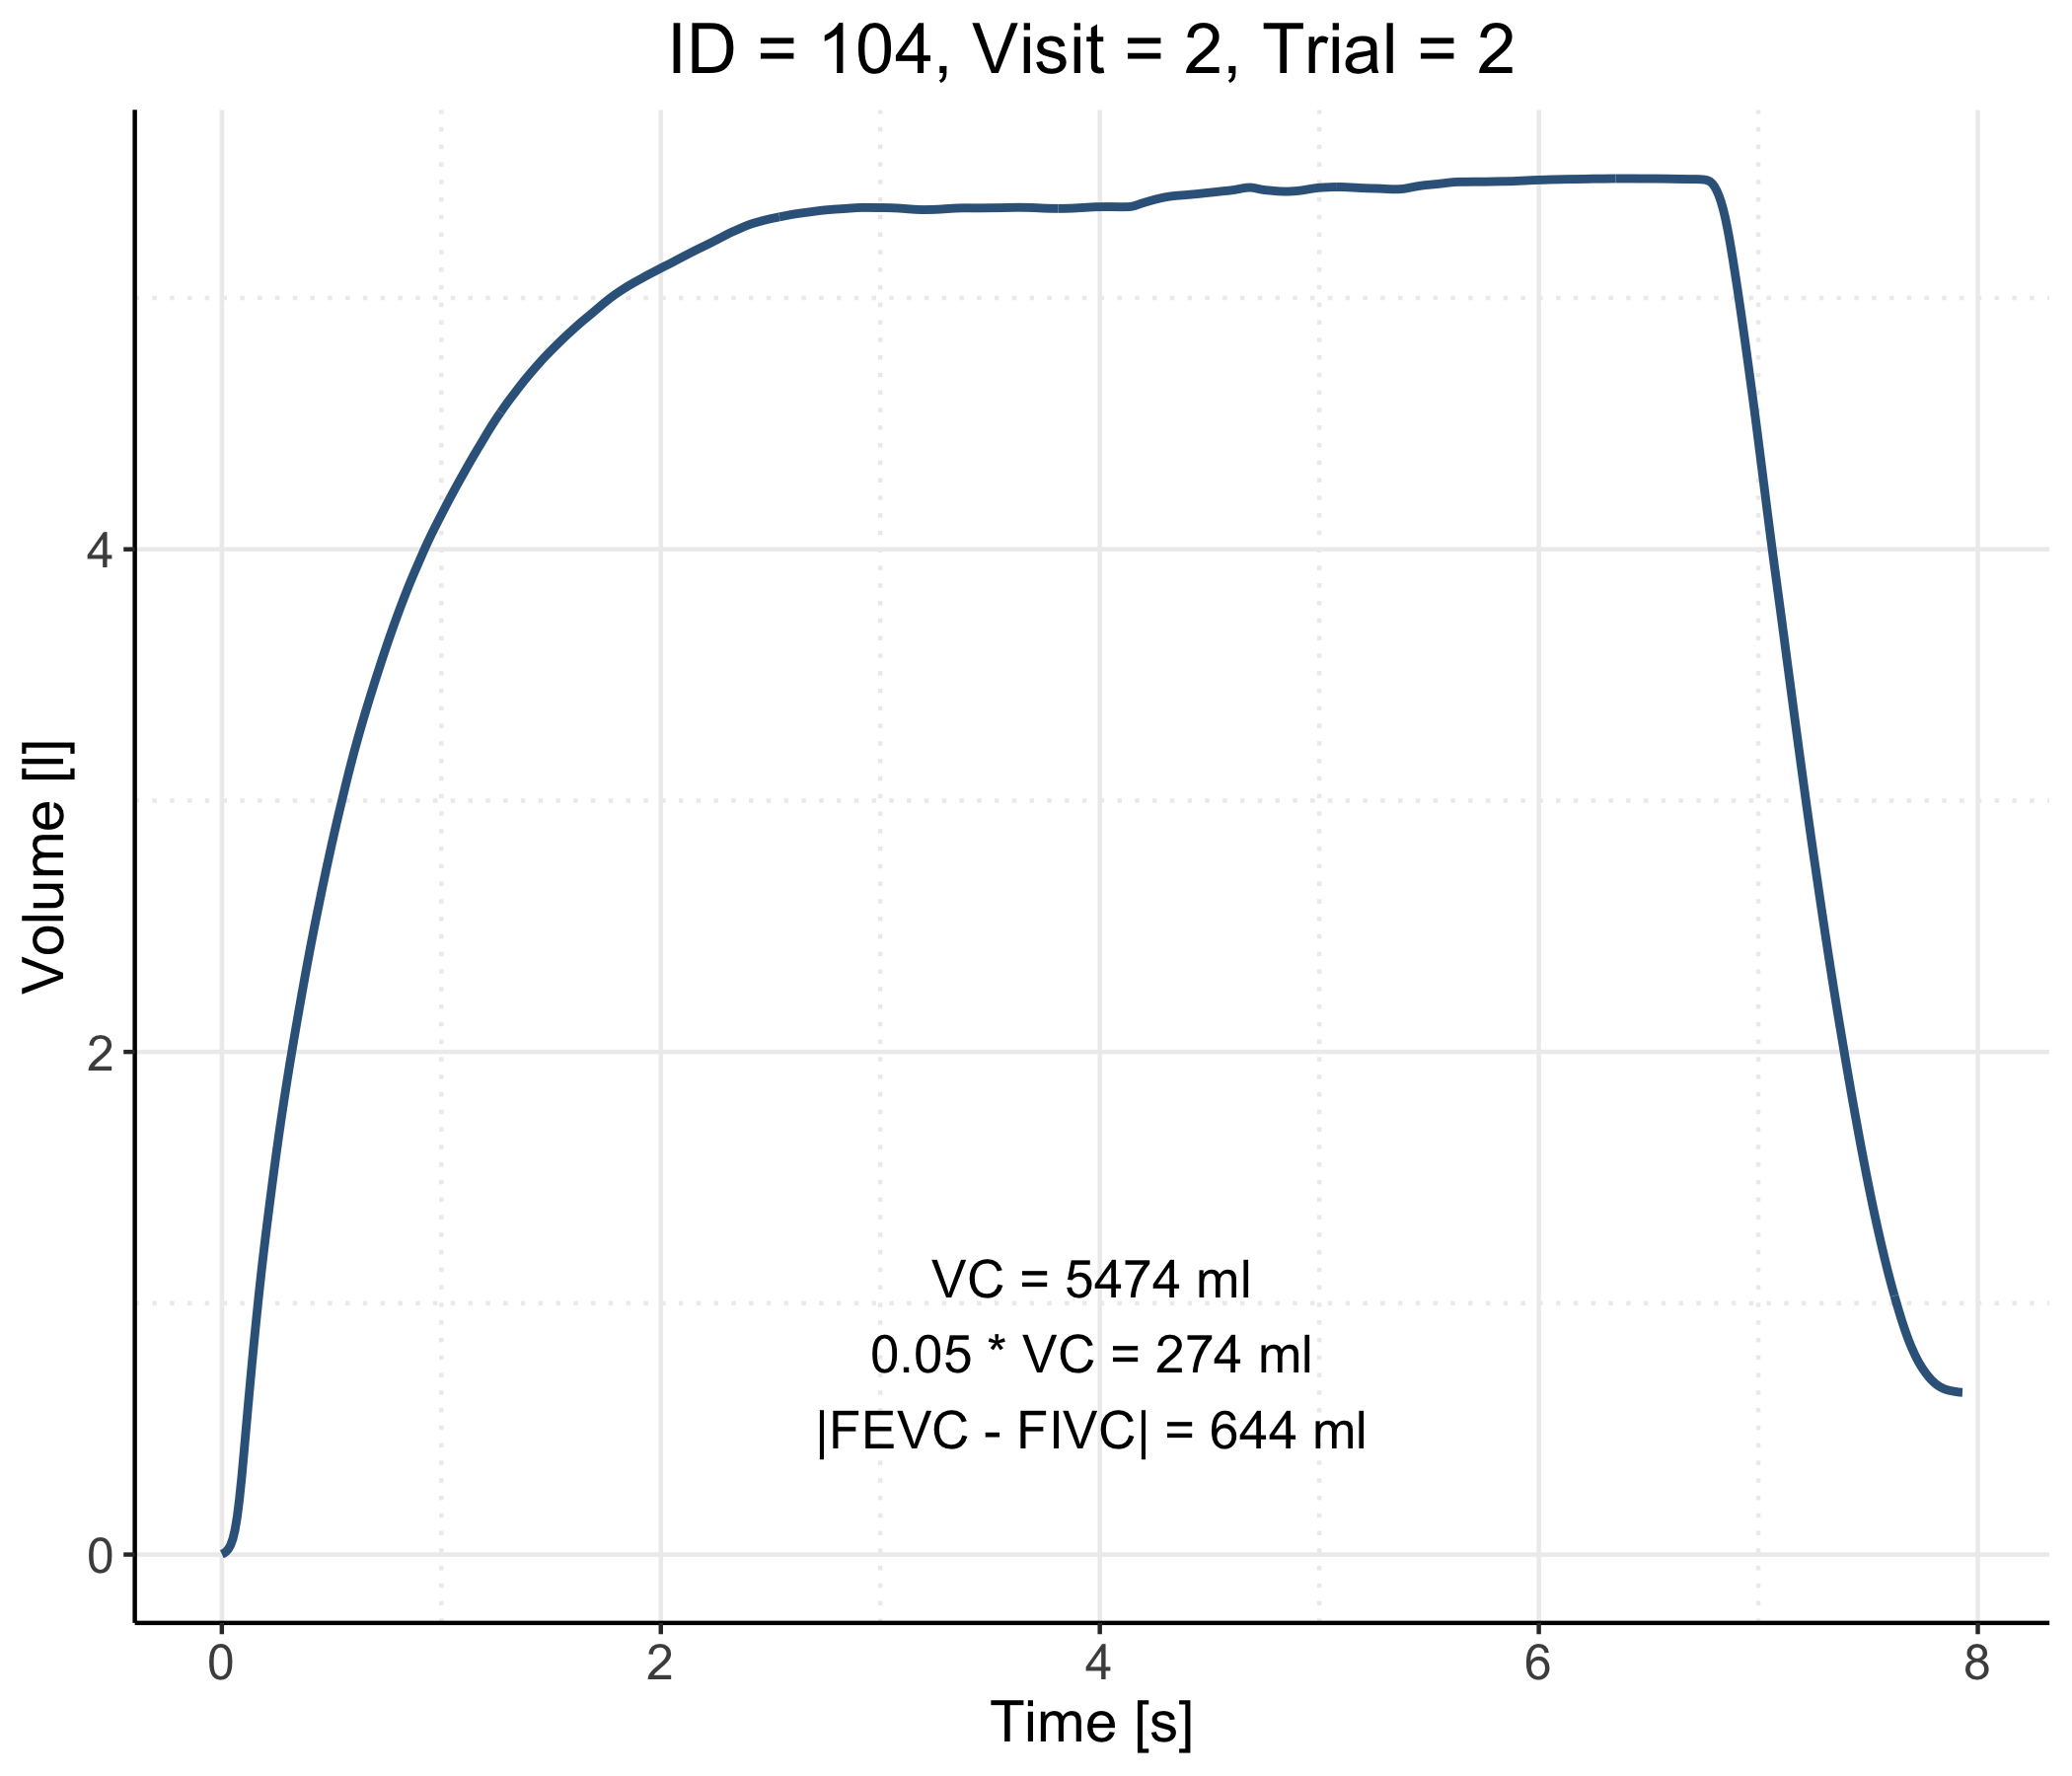 ID = 104, Visit = 2, Trial = 2
Volume [l]
4
2
0
VC = 5474 ml
0.05 * VC = 274 ml
|FEVC - FIVC| = 644 ml
0 2 4 6 8
Time [s]